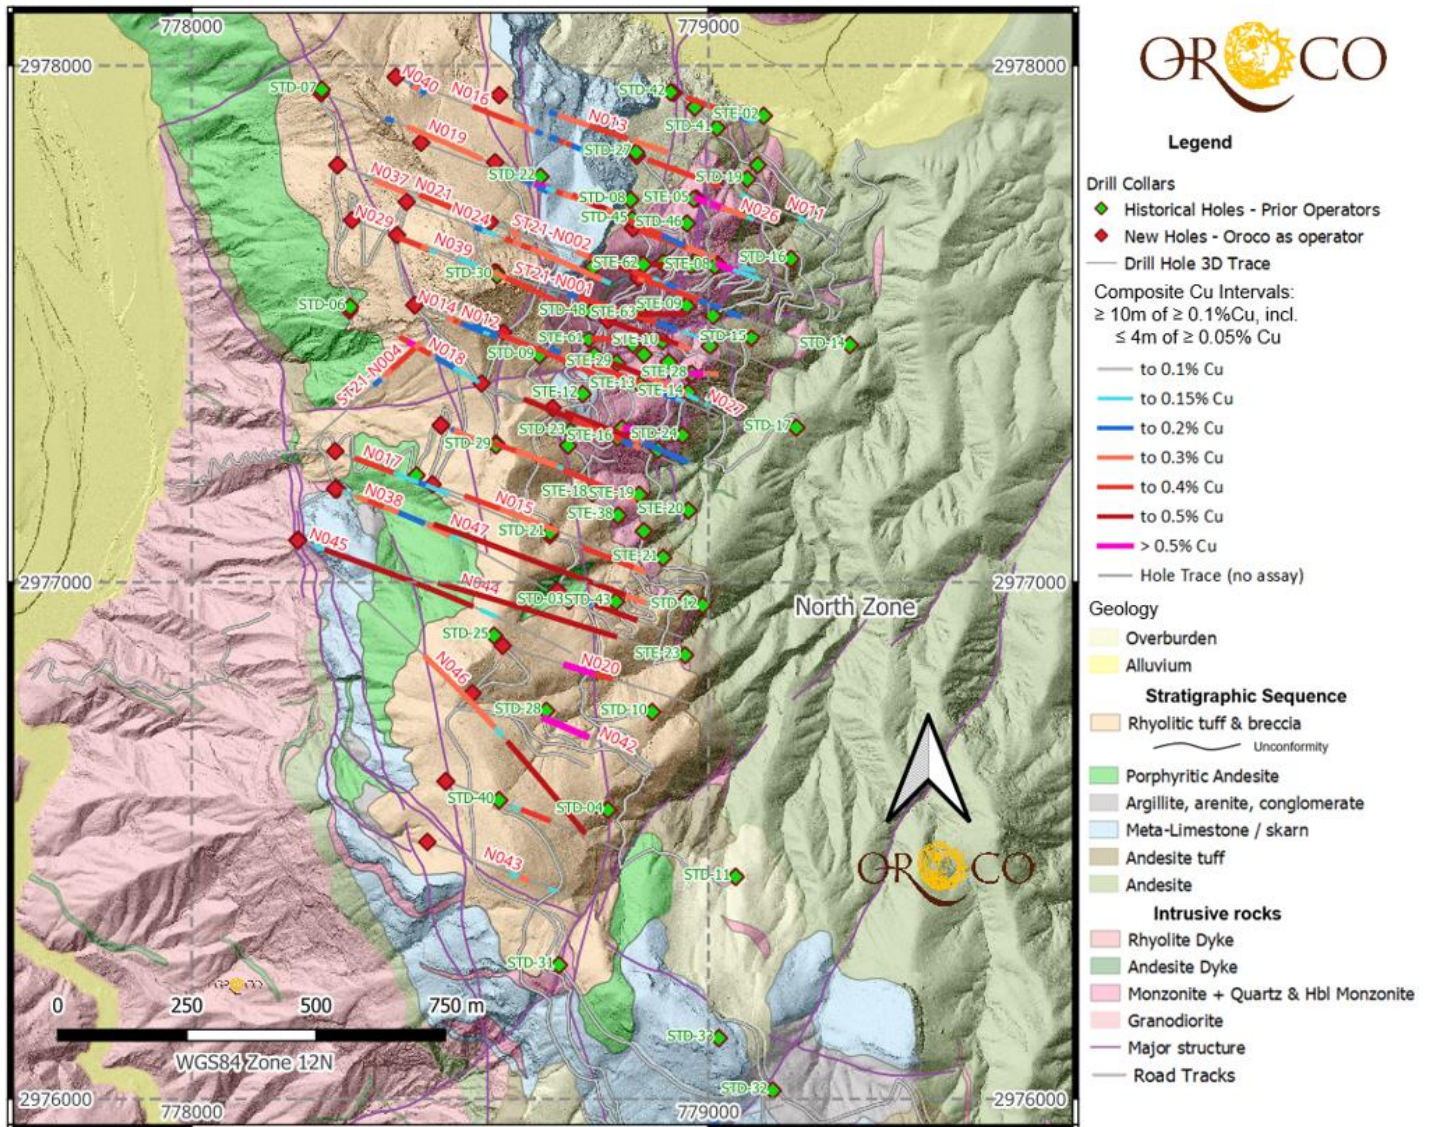 778000
779000
2978000
2978000
STD-07
N040
N016
STD-42
STE-02
N013
STD-41
N019
STD-27
STD-22
STD-19
N037
N021
STD-08
STE-05
N011
N024
STD-45
STD-46
N026
N029
ST21-N002
N039
STE-62
STE-08
STD-16
STD-30
ST21-N001
STD-06
N014
N012
STD-48
STE-63
STE-09
STE-61
STE-10
STD-15
STD-14
ST21-N004
N018
STD-09
STE-29
STE-13
STE-28
STE-12
STE-14
N027
STD-29
STD-23
STE-16
STD-24
STD-17
N017
N038
N015
STE-18
STE-19
N047
STE-38
STE-20
N045
STD-21
STE-21
2977000
2977000
N044
STD-03
STD-43
STD-12
North Zone
STD-25
STE-23
N046
N020
STD-28
STD-10
N042
STD-40
STD-04
N043
STD-11
OROCO
STD-31
OROCO
0 250 500 750 m
STD-33
WGS84 Zone 12N
STD-32
2976000
2976000
778000
779000
OROCO
Legend
Drill Collars
Historical Holes - Prior Operators
New Holes - Oroco as operator
Drill Hole 3D Trace
Composite Cu Intervals:
≥ 10m of ≥ 0.1%Cu, incl.
≤ 4m of ≥ 0.05% Cu
to 0.1% Cu
to 0.15% Cu
to 0.2% Cu
to 0.3% Cu
to 0.4% Cu
to 0.5% Cu
> 0.5% Cu
Hole Trace (no assay)
Geology
Overburden
Alluvium
Stratigraphic Sequence
Rhyolitic tuff & breccia
Unconformity
Porphyritic Andesite
Argillite, arenite, conglomerate
Meta-Limestone / skarn
Andesite tuff
Andesite
Intrusive rocks
Rhyolite Dyke
Andesite Dyke
Monzonite + Quartz & Hbl Monzonite
Granodiorite
Major structure
Road Tracks